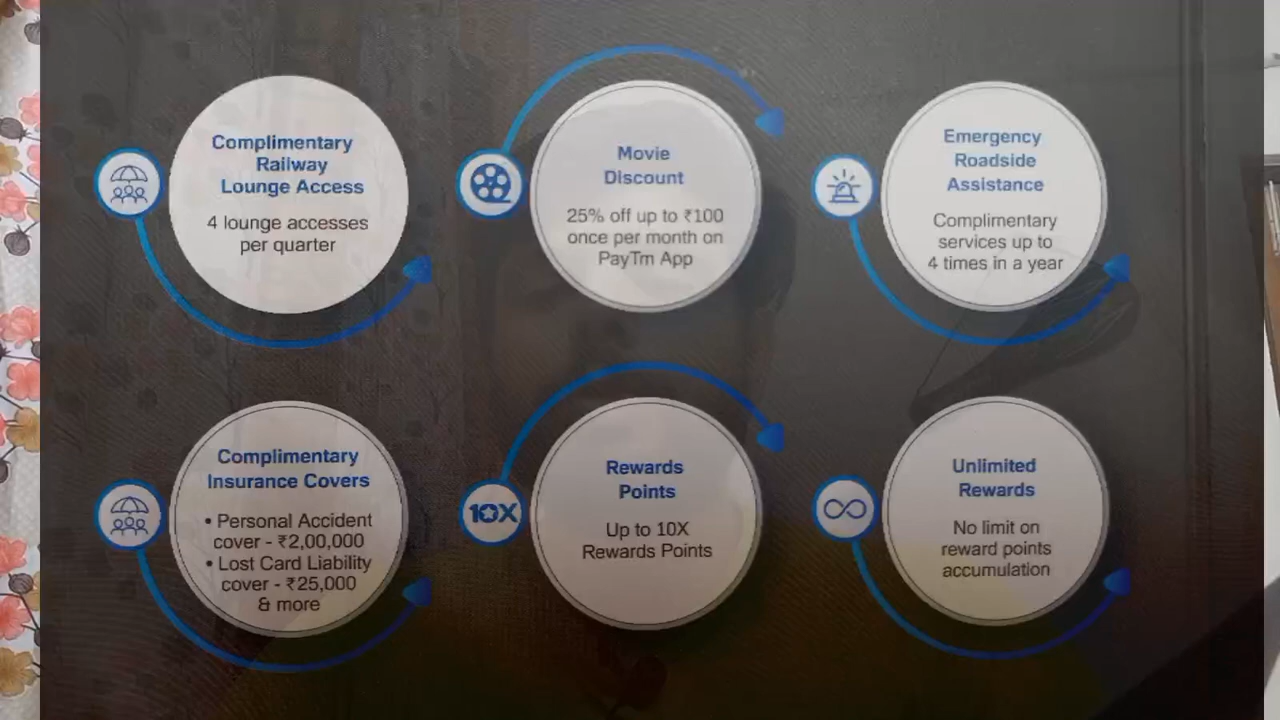 Complimentary
Railway
Lounge Access
4 lounge accesses
per quarter
Movie
Discount
25% off up to ₹100
once per month on
PayTm App
Emergency
Roadside
Assistance
Complimentary
services up to
4 times in a year
Complimentary
Insurance Covers
• Personal Accident
cover - ₹2,00,000
• Lost Card Liability
cover - ₹25,000
& more
10X
Rewards
Points
Up to 10X
Rewards Points
Unlimited
Rewards
No limit on
reward points
accumulation